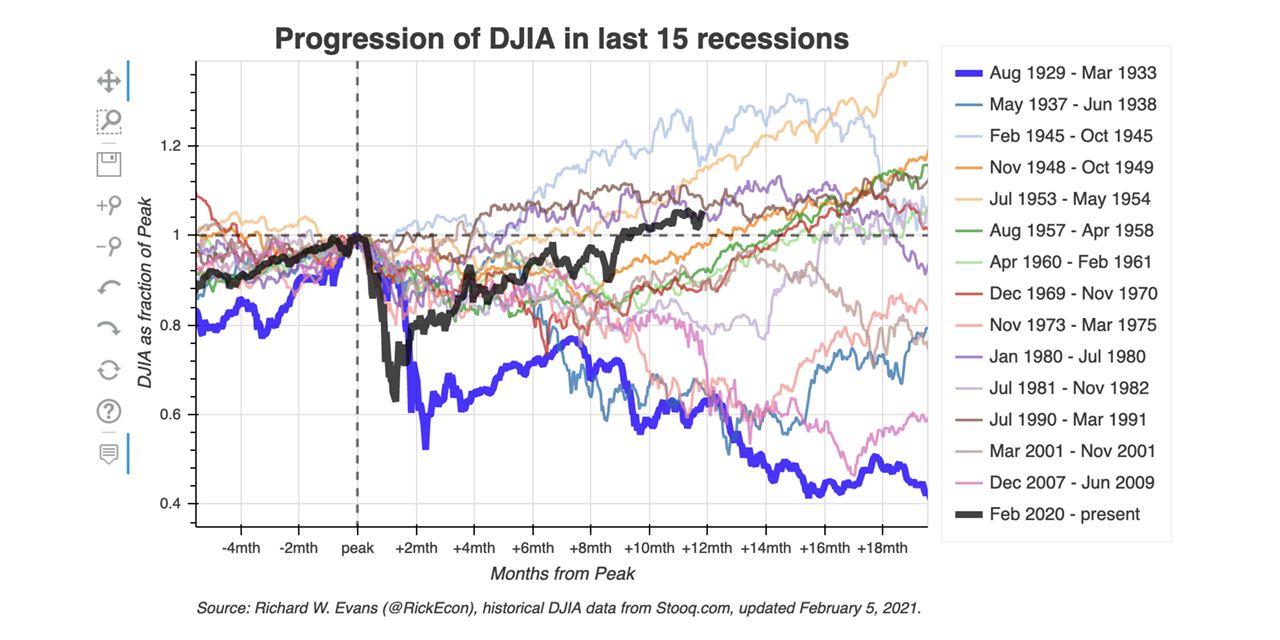 Progression of DJIA in last 15 recessions
DJIA as fraction of Peak
1.2
1
0.8
0.6
0.4
-4mth -2mth peak +2mth +4mth +6mth +8mth +10mth +12mth +14mth +16mth +18mth
Months from Peak
Aug 1929 - Mar 1933
May 1937 - Jun 1938
Feb 1945 - Oct 1945
Nov 1948 - Oct 1949
Jul 1953 - May 1954
Aug 1957 - Apr 1958
Apr 1960 - Feb 1961
Dec 1969 - Nov 1970
Nov 1973 - Mar 1975
Jan 1980 - Jul 1980
Jul 1981 - Nov 1982
Jul 1990 - Mar 1991
Mar 2001 - Nov 2001
Dec 2007 - Jun 2009
Feb 2020 - present
Source: Richard W. Evans (@RickEcon), historical DJIA data from Stooq.com, updated February 5, 2021.